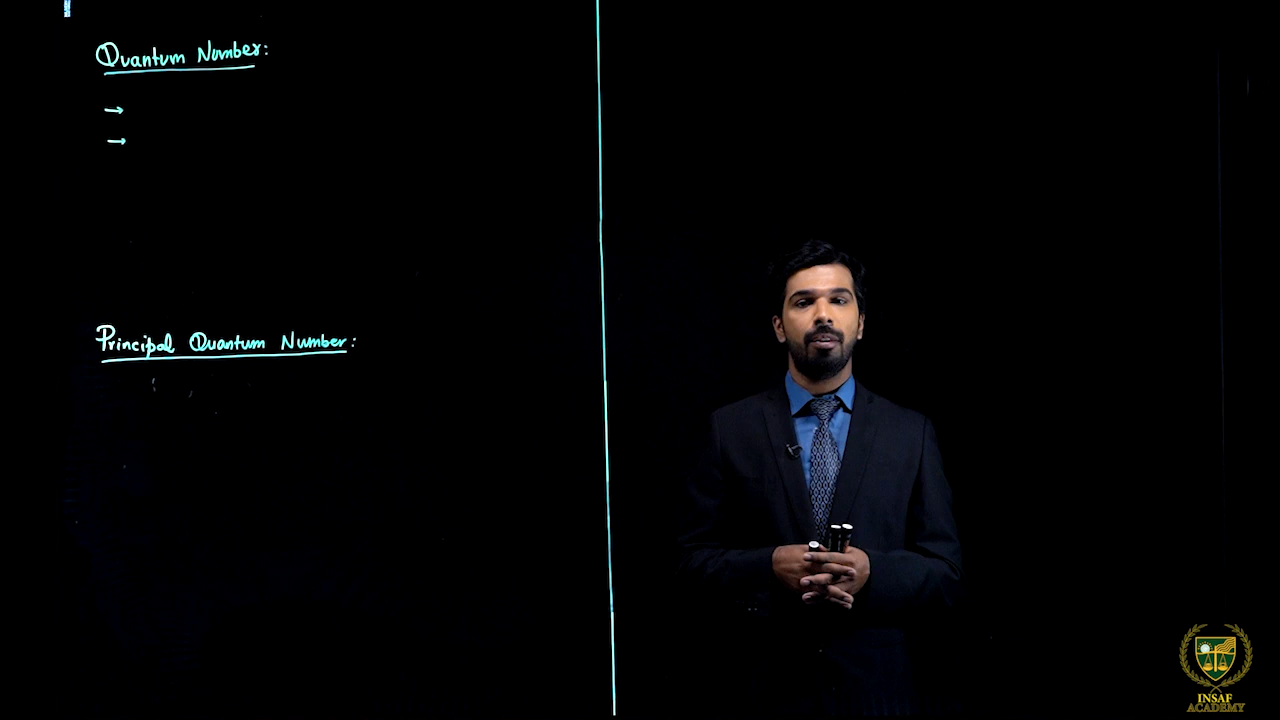 Quantum Number:
→
→
Principal Quantum Number:
INSAF
ACADEMY